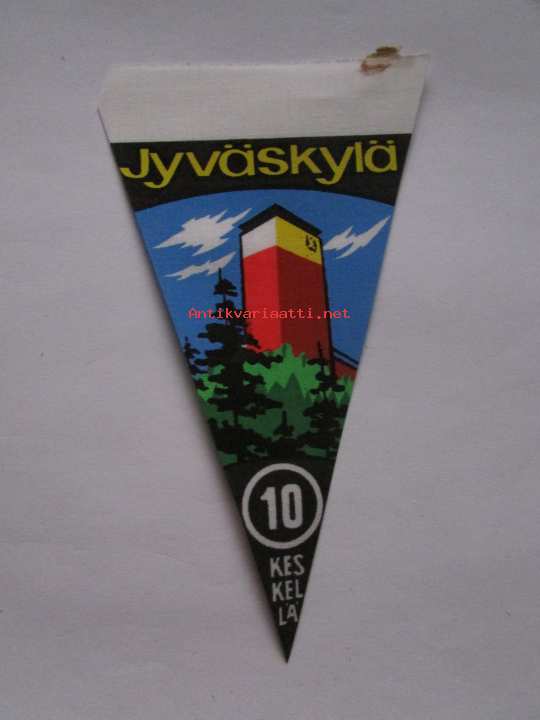 Jyväskylä
Antikvariaatti.net
10
KES
KEL
LÄ